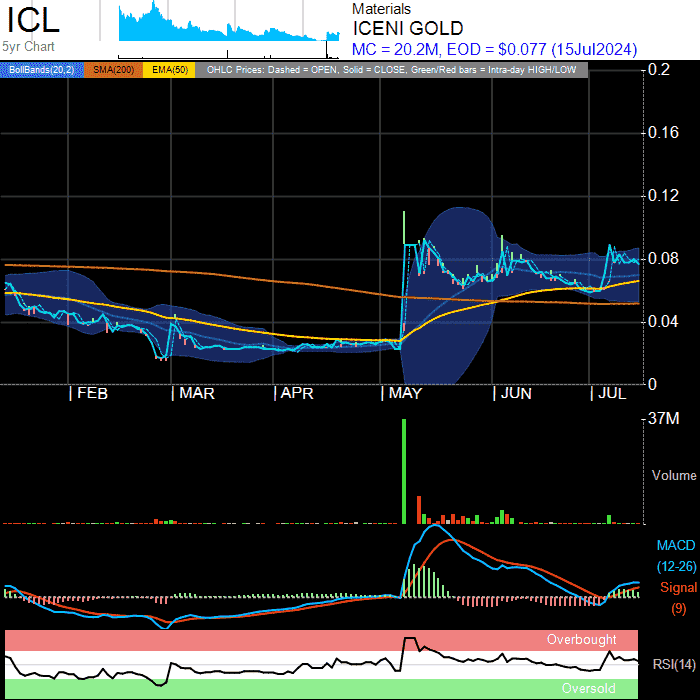 ICL
5yr Chart
Materials
ICENI GOLD
MC = 20.2M, EOD = $0.077 (15Jul2024)
BollBands(20,2) SMA(200) EMA(50) OHLC Prices: Dashed = OPEN, Solid = CLOSE, Green/Red bars = Intra-day HIGH/LOW
0.2
0.16
0.12
0.08
0.04
0
FEB MAR APR MAY JUN JUL
37M
Volume
MACD
(12-26)
Signal
(9)
Overbought
RSI(14)
Oversold